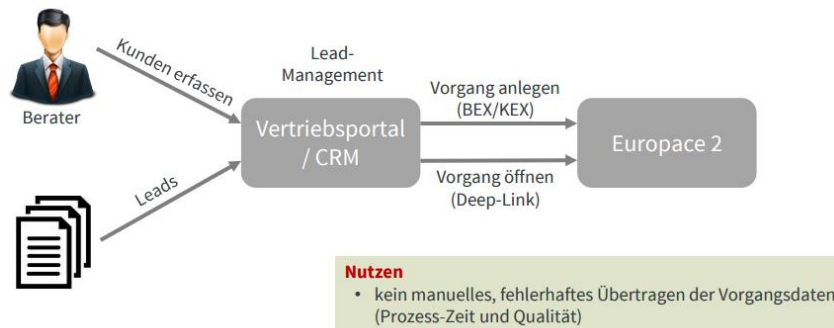 Kunden erfassen
Berater
Leads
Lead-
Management
Vertriebsportal
/ CRM
Vorgang anlegen
(BEX/KEX)
Vorgang öffnen
(Deep-Link)
Europace 2
Nutzen
• kein manuelles, fehlerhaftes Übertragen der Vorgangsdaten
(Prozess-Zeit und Qualität)